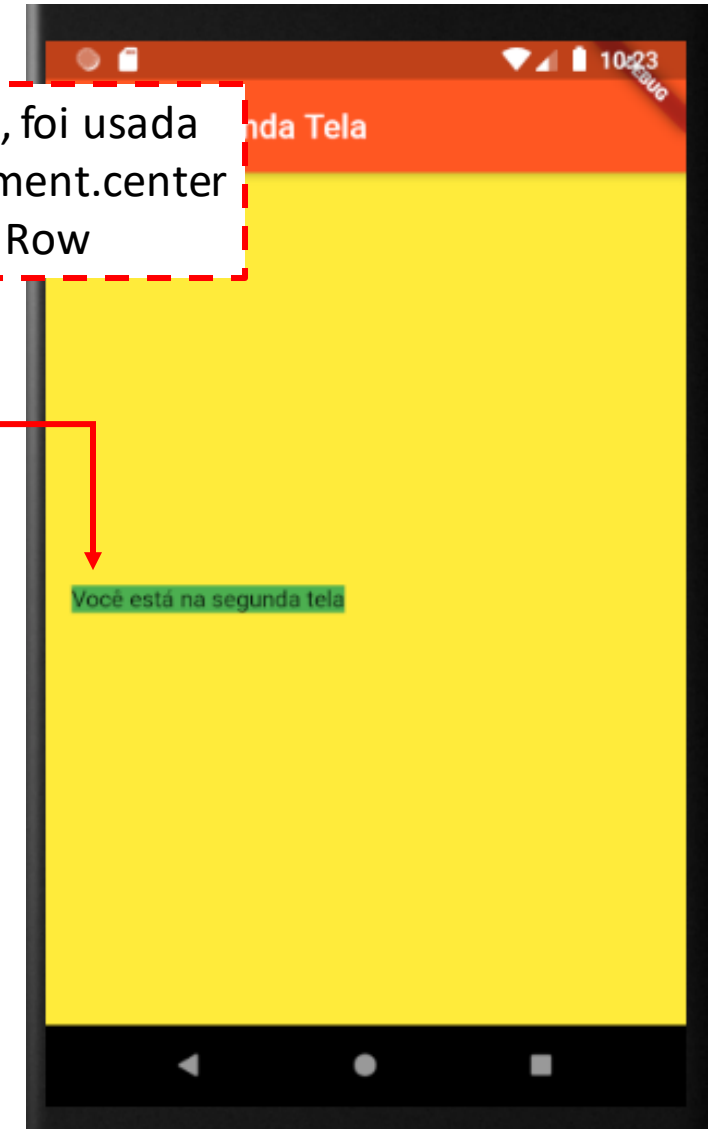 10:23
DEBUG
, foi usada
nda Tela
ment.center
Row
Você está na segunda tela